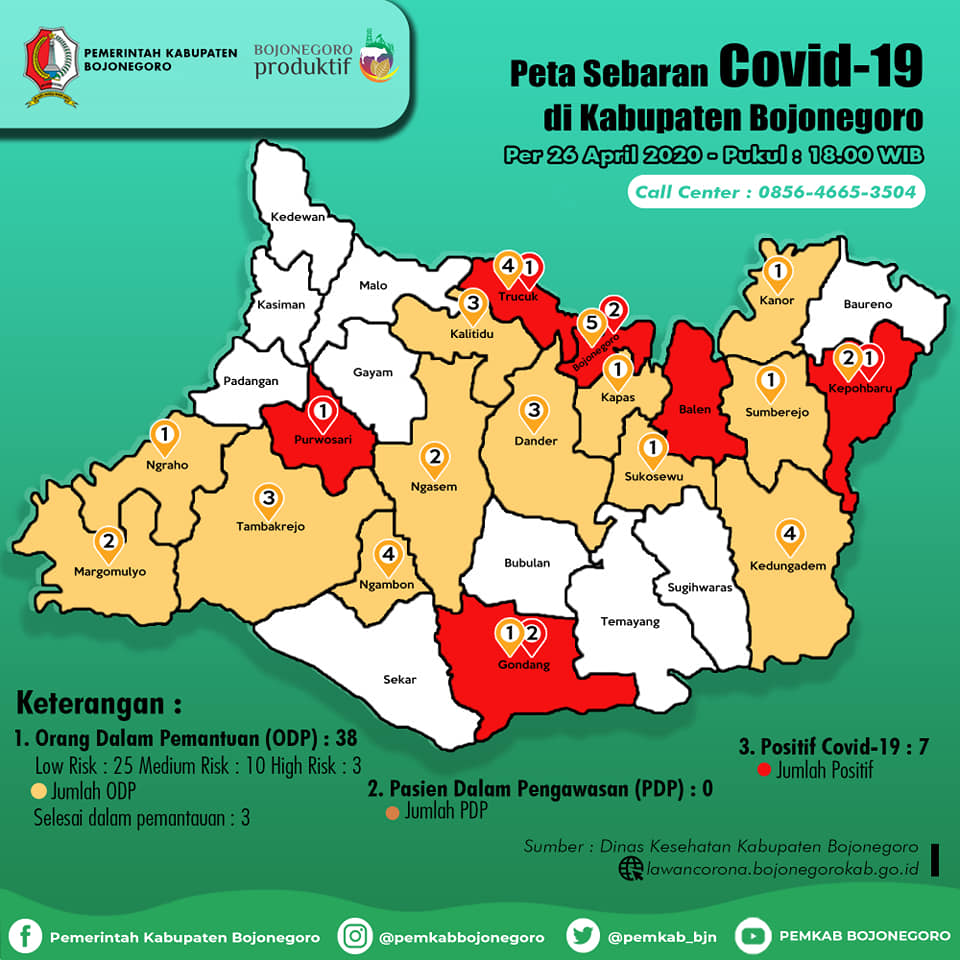 PEMERINTAH KABUPATEN
BOJONEGORO
BOJONEGORO
produktif
Peta Sebaran Covid-19
di Kabupaten Bojonegoro
Per 26 April 2020 - Pukul : 18.00 WIB
Call Center : 0856-4665-3504
Kedewan
Kasiman
Malo
4 1
Trucuk
3
Kalitidu
5 2
Bojonegoro
1
Kanor
Baureno
Padangan
Gayam
1
Purwosari
1
Kapas
Balen
1
Sumberejo
2 1
Kepohbaru
1
Ngraho
3
Dander
2
Ngasem
1
Sukosewu
3
Tambakrejo
2
Margomulyo
4
Ngambon
Bubulan
4
Kedungadem
Sugihwaras
Temayang
1 2
Gondang
Sekar
Keterangan :
1. Orang Dalam Pemantuan (ODP) : 38
Low Risk : 25 Medium Risk : 10 High Risk : 3
Jumlah ODP
Selesai dalam pemantauan : 3
2. Pasien Dalam Pengawasan (PDP) : 0
Jumlah PDP
3. Positif Covid-19 : 7
Jumlah Positif
Sumber : Dinas Kesehatan Kabupaten Bojonegoro
lawancorona.bojonegorokab.go.id
Pemerintah Kabupaten Bojonegoro
@pemkabbojonegoro
@pemkab_bjn
PEMKAB BOJONEGORO